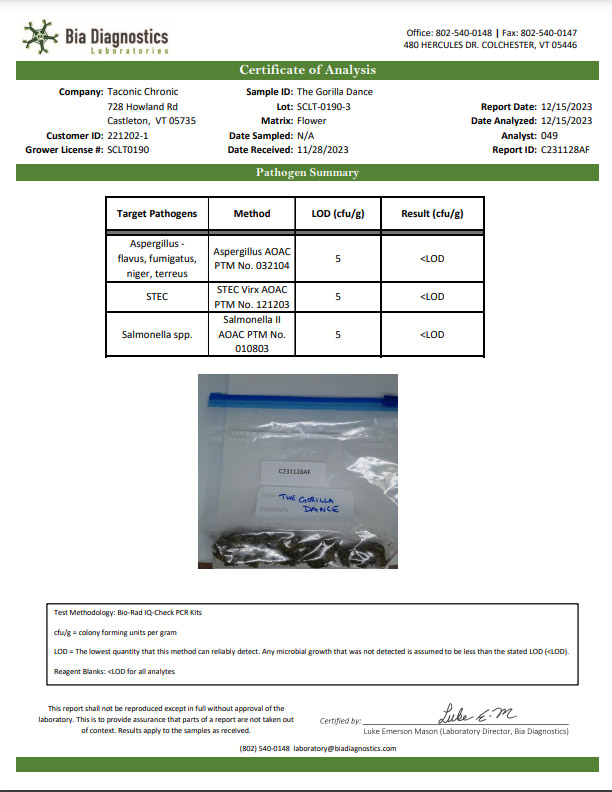 Bia Diagnostics
Laboratories
Office: 802-540-0148 | Fax: 802-540-0147
480 HERCULES DR. COLCHESTER, VT 05446
Certificate of Analysis
Company: Taconic Chronic
728 Howland Rd
Castleton, VT 05735
Customer ID: 221202-1
Grower License #: SCLT0190
Sample ID: The Gorilla Dance
Lot: SCLT-0190-3
Matrix: Flower
Date Sampled: N/A
Date Received: 11/28/2023
Report Date: 12/15/2023
Date Analyzed: 12/15/2023
Analyst: 049
Report ID: C231128AF
Pathogen Summary
Target Pathogens Method LOD (cfu/g) Result (cfu/g)
Aspergillus -
flavus, fumigatus,
niger, terreus
Aspergillus AOAC
PTM No. 032104
5 <LOD
STEC
STEC Virx AOAC
PTM No. 121203
5 <LOD
Salmonella spp.
Salmonella II
AOAC PTM No.
010803
5 <LOD
C231128AF
THE GORILLA
DANCE
Test Methodology: Bio-Rad IQ-Check PCR Kits
cfu/g = colony forming units per gram
LOD = The lowest quantity that this method can reliably detect. Any microbial growth that was not detected is assumed to be less than the stated LOD (<LOD).
Reagent Blanks: <LOD for all analytes
This report shall not be reproduced except in full without approval of the
laboratory. This is to provide assurance that parts of a report are not taken out
of context. Results apply to the samples as received.
Certified by: Luke E. M
Luke Emerson Mason (Laboratory Director, Bia Diagnostics)
(802) 540-0148 laboratory@biadiagnostics.com